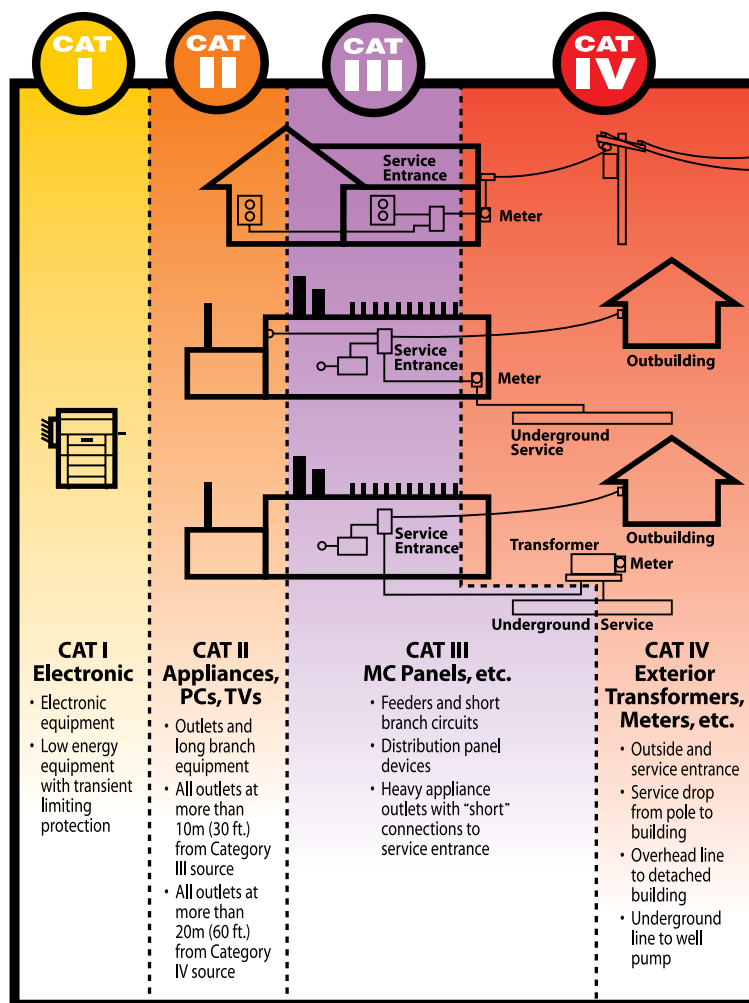 CAT
I
CAT
II
CAT
III
CAT
IV
Service
Entrance
Meter
Service
Entrance
Meter
Outbuilding
Underground
Service
Service
Entrance
Outbuilding
Transformer
Meter
Underground Service
CAT I
Electronic
• Electronic
equipment
• Low energy
equipment
with transient
limiting
protection
CAT II
Appliances,
PCs, TVs
• Outlets and
long branch
equipment
• All outlets at
more than
10m (30 ft.)
from Category
III source
• All outlets at
more than
20m (60 ft.)
from Category
IV source
CAT III
MC Panels, etc.
• Feeders and short
branch circuits
• Distribution panel
devices
• Heavy appliance
outlets with “short”
connections to
service entrance
CAT IV
Exterior
Transformers,
Meters, etc.
• Outside and
service entrance
• Service drop
from pole to
building
• Overhead line
to detached
building
• Underground
line to well
pump